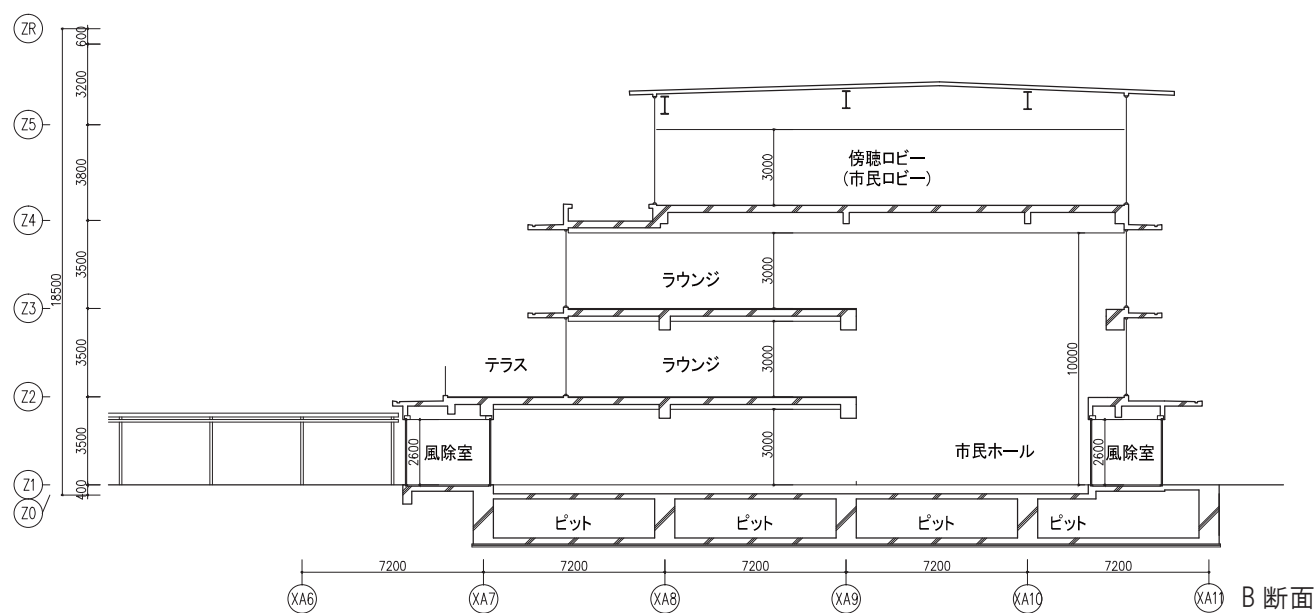 ZR
600
3200
Z5
3800
3000
傍聴ロビー
(市民ロビー)
Z4
3500
18500
ラウンジ
3000
Z3
3500
テラス
ラウンジ
3000
10000
Z2
3500
2600
風除室
3000
市民ホール
2600
風除室
Z1
400
Z0
ピット
ピット
ピット
ピット
7200
7200
7200
7200
7200
XA6
XA7
XA8
XA9
XA10
XA11
B 断面